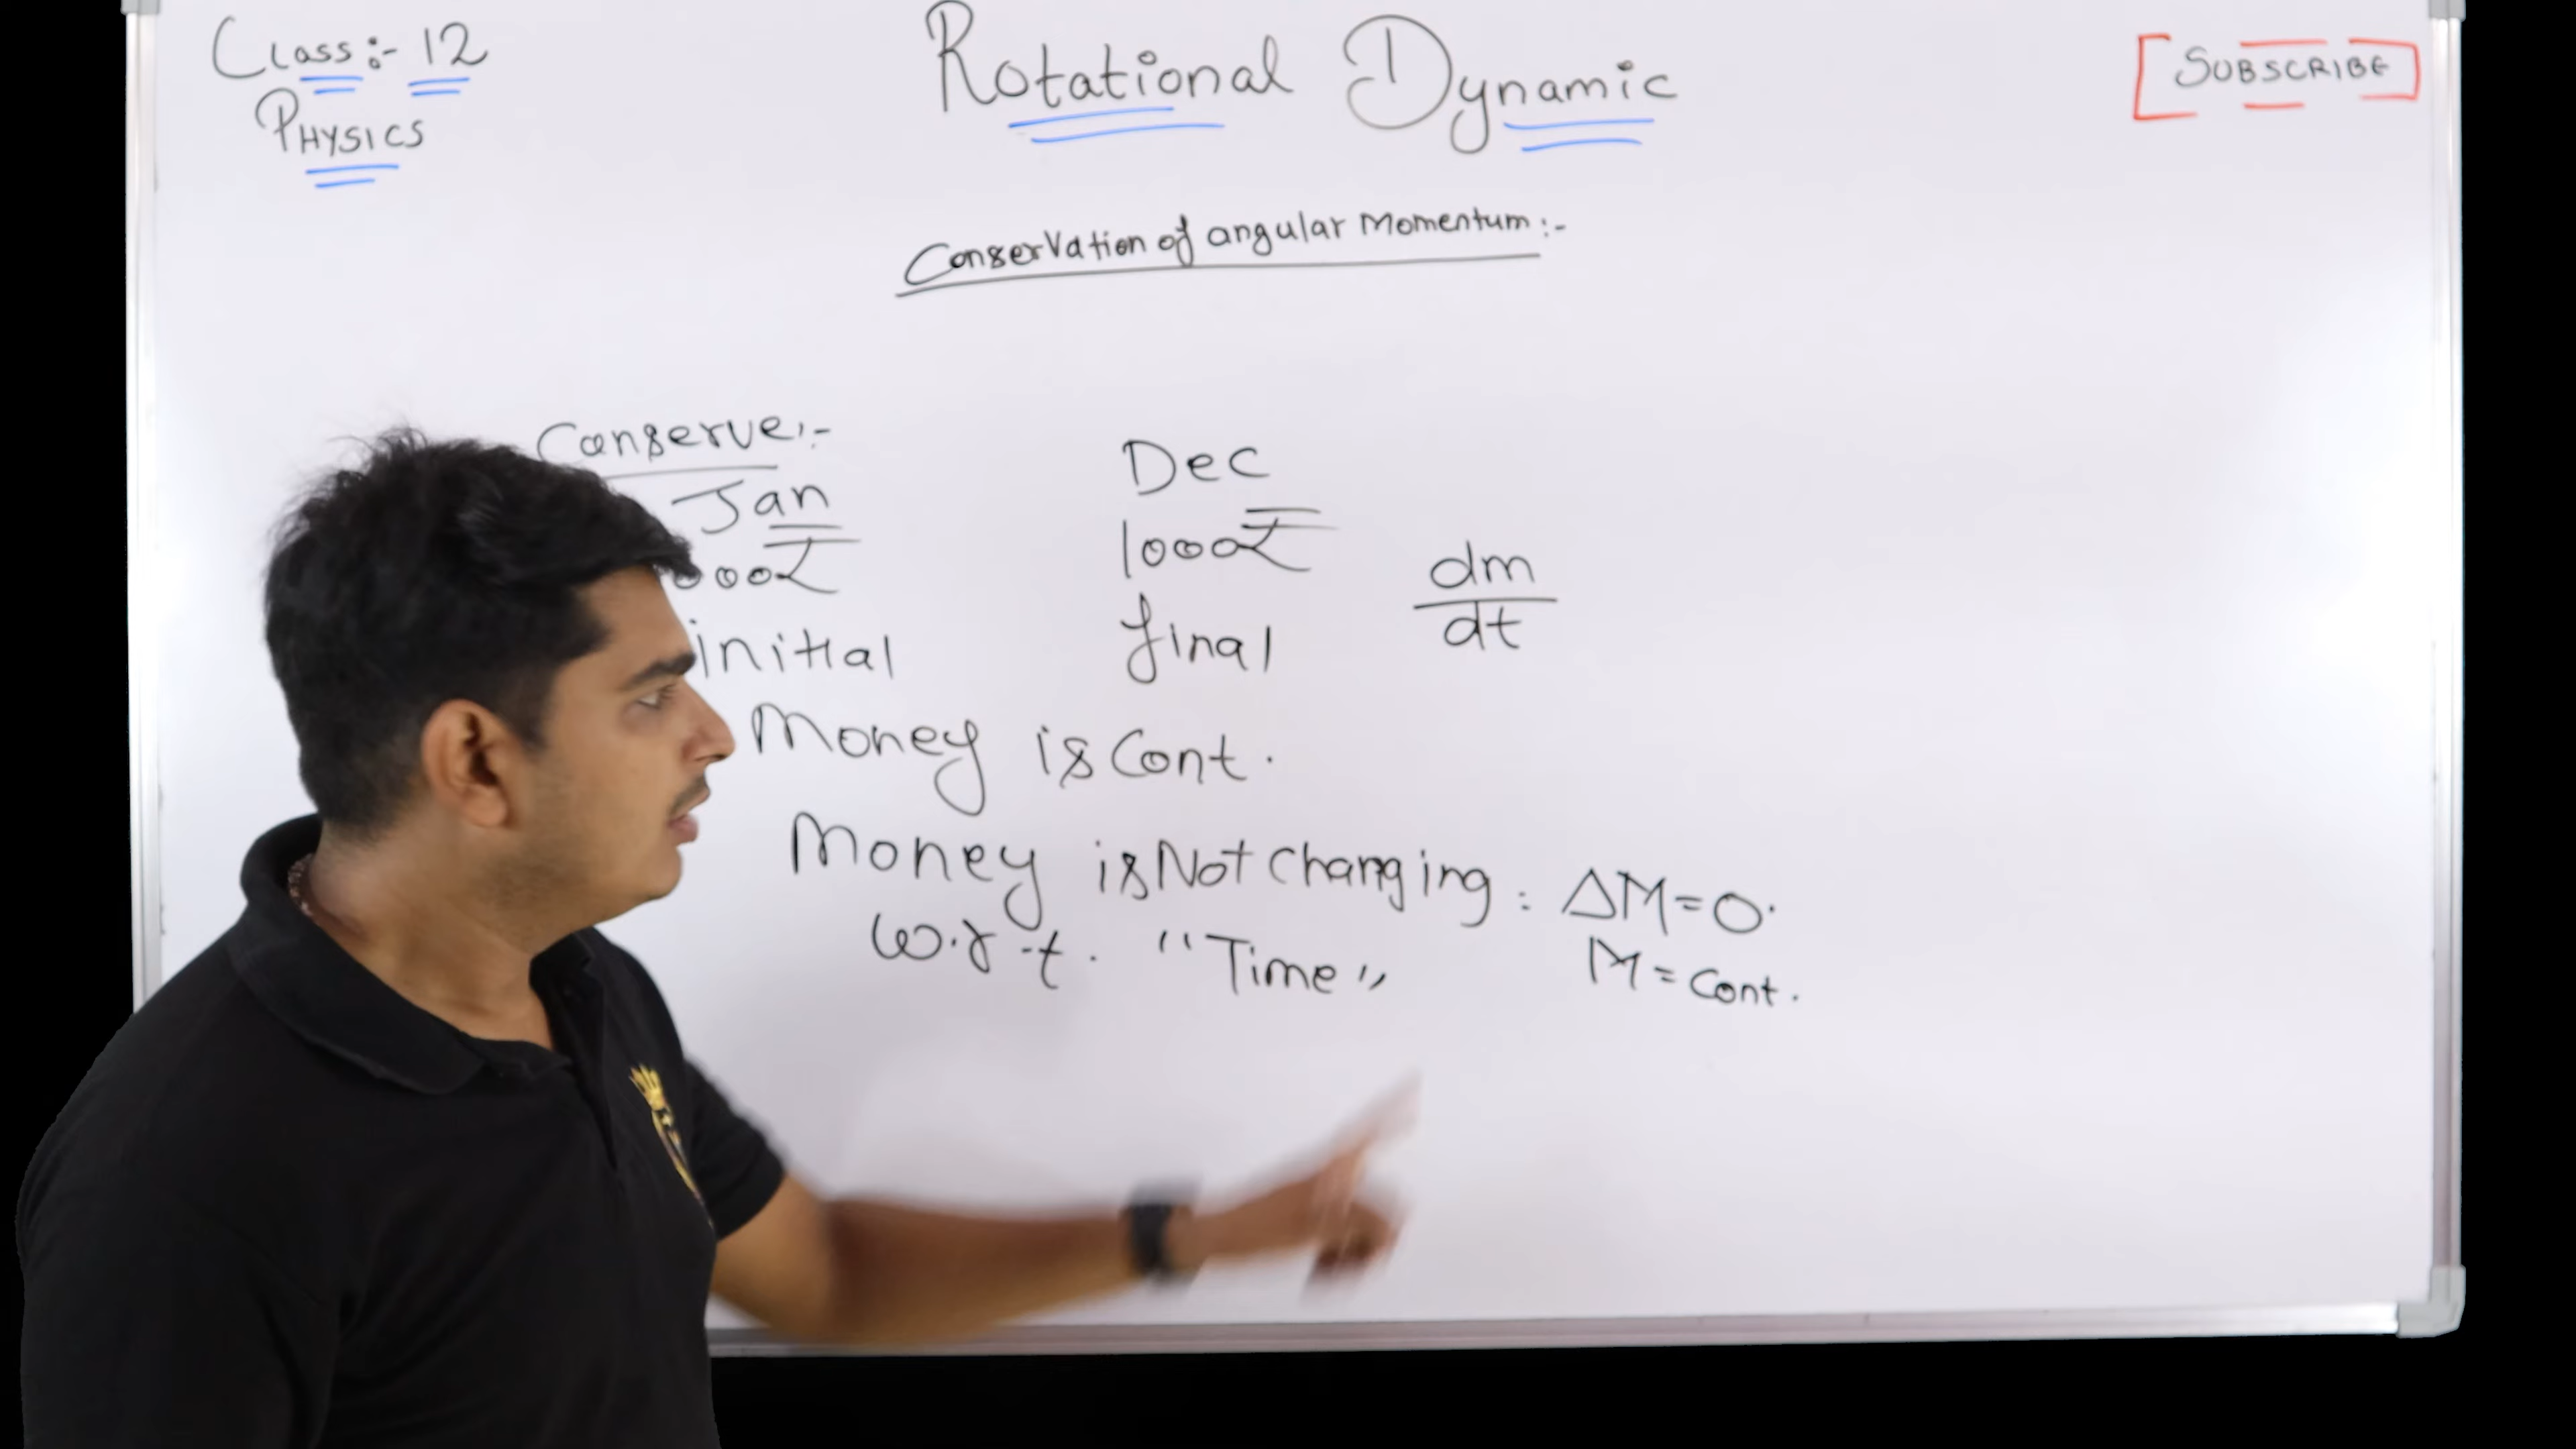 Class:- 12
Physics
Rotational Dynamic
SUBSCRIBE
Conservation of angular Momentum:-
Conserve:-
Jan
000₹
initial
Dec
1000₹
final
dm
dt
Money is Cont.
Money is Not Changing : ΔM=0.
w.r.t. "Time"
M = Cont.